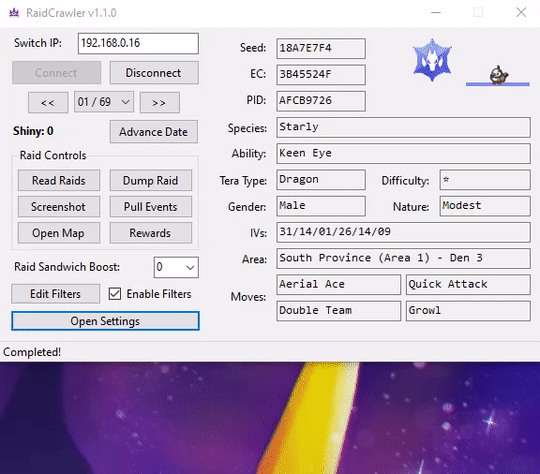 RaidCrawler v1.1.0
Switch IP: 192.168.0.16
Connect Disconnect
<< 01 / 69 >>
Shiny: 0 Advance Date
Raid Controls
Read Raids Dump Raid
Screenshot Pull Events
Open Map Rewards
Raid Sandwich Boost: 0
Edit Filters Enable Filters
Open Settings
Seed: 18A7E7F4
EC: 3B45524F
PID: AFCB9726
Species: Starly
Ability: Keen Eye
Tera Type: Dragon Difficulty: ☆
Gender: Male Nature: Modest
IVs: 31/14/01/26/14/09
Area: South Province (Area 1) - Den 3
Moves: Aerial Ace Quick Attack
Double Team Growl
Completed!